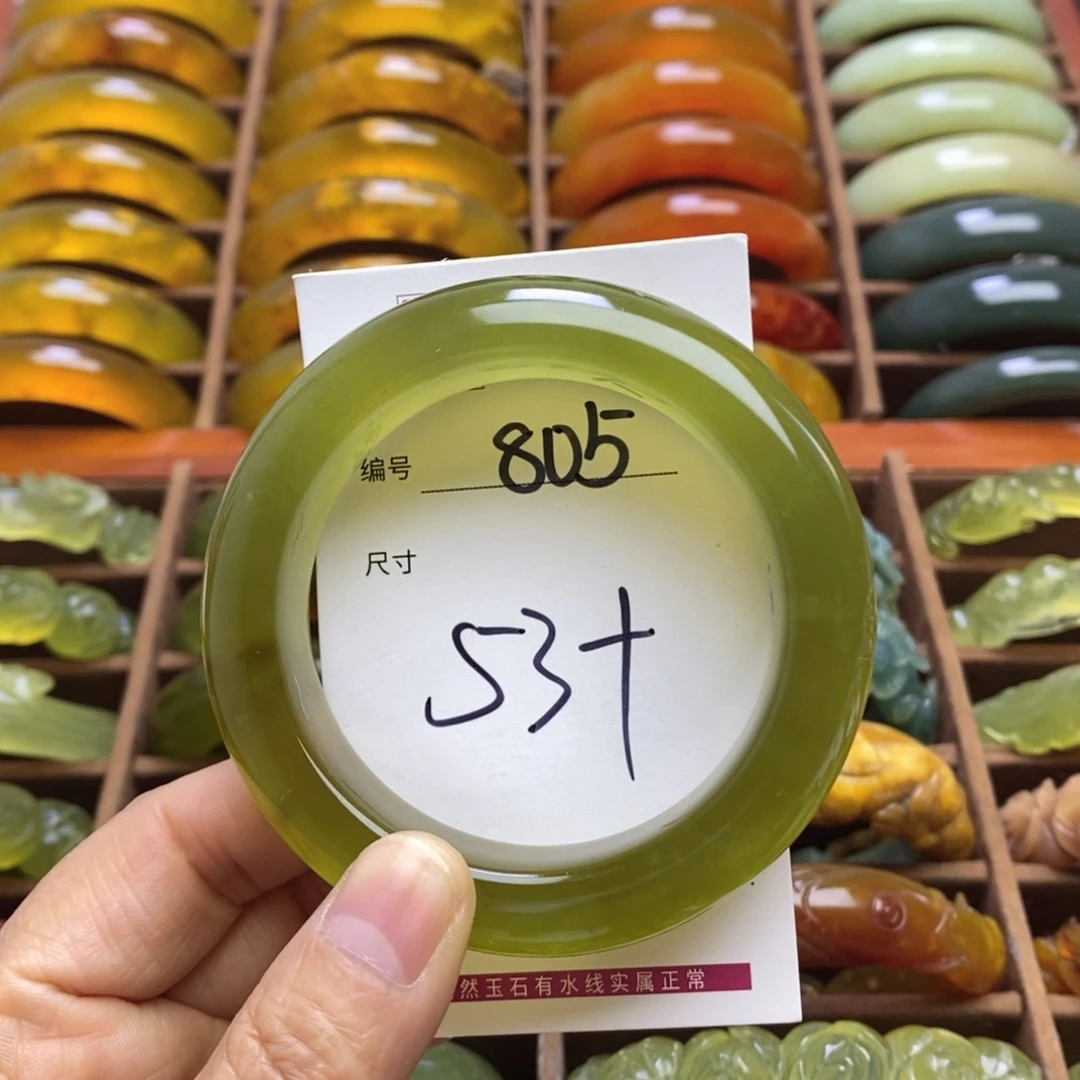 编号 805
尺寸
53+
然玉石有水线实属正常